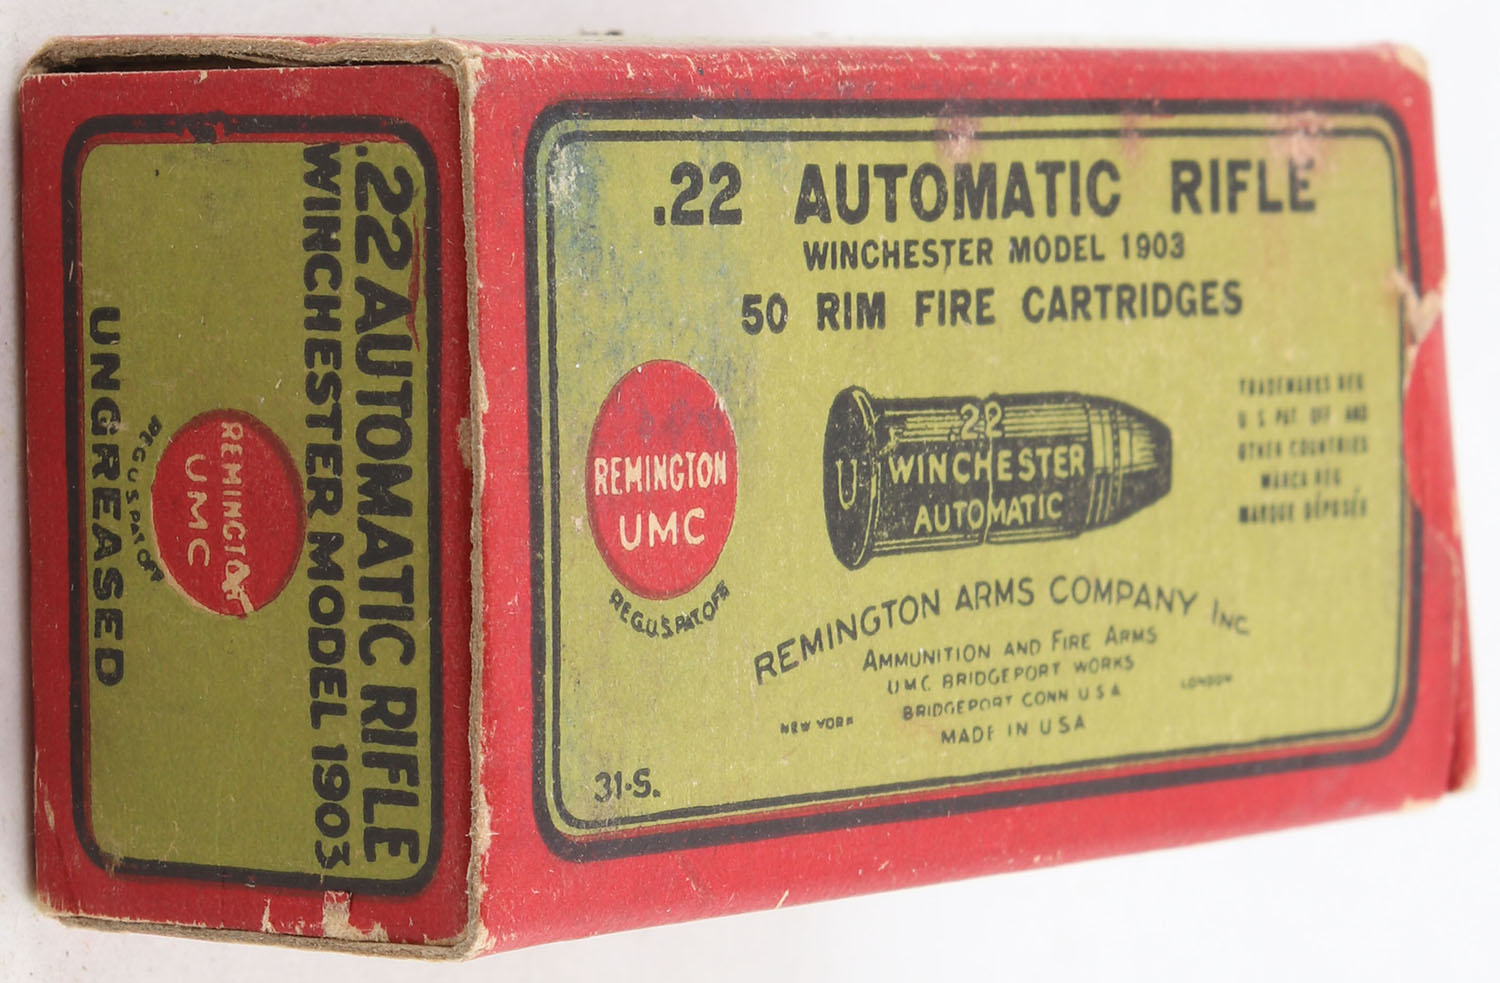 .22 AUTOMATIC RIFLE
WINCHESTER MODEL 1903
REMINGTON
UMC
REG.U.S.PAT.OFF.
UNGREASED
.22 AUTOMATIC RIFLE
WINCHESTER MODEL 1903
50 RIM FIRE CARTRIDGES
REMINGTON
UMC
REG.U.S.PAT.OFF.
U
.22
WINCHESTER
AUTOMATIC
TRADEMARKS REG
U S PAT OFF AND
OTHER COUNTRIES
MARCA REG
MARQUE DÉPOSÉE
REMINGTON ARMS COMPANY INC
AMMUNITION AND FIRE ARMS
UMC BRIDGEPORT WORKS
BRIDGEPORT CONN U S A
NEW YORK
LONDON
MADE IN U S A
31-S.